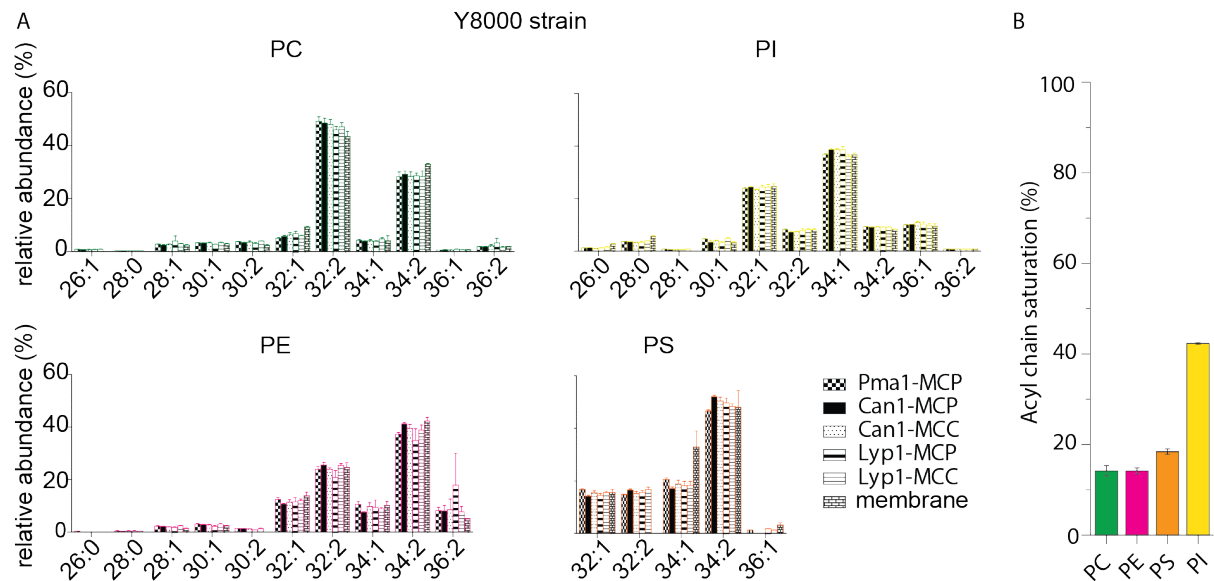 A
Y8000 strain
B
PC
PI
relative abundance (%)
60
40
20
0
26:1
28:0
28:1
30:1
30:2
32:1
32:2
34:1
34:2
36:1
36:2
26:0
28:0
28:1
30:1
32:1
32:2
34:1
34:2
36:1
36:2
PE
PS
relative abundance (%)
60
40
20
0
26:0
28:0
28:1
30:1
30:2
32:1
32:2
34:1
34:2
36:2
32:1
32:2
34:1
34:2
36:1
Pma1-MCP
Can1-MCP
Can1-MCC
Lyp1-MCP
Lyp1-MCC
membrane
Acyl chain saturation (%)
100
80
60
40
20
0
PC
PE
PS
PI